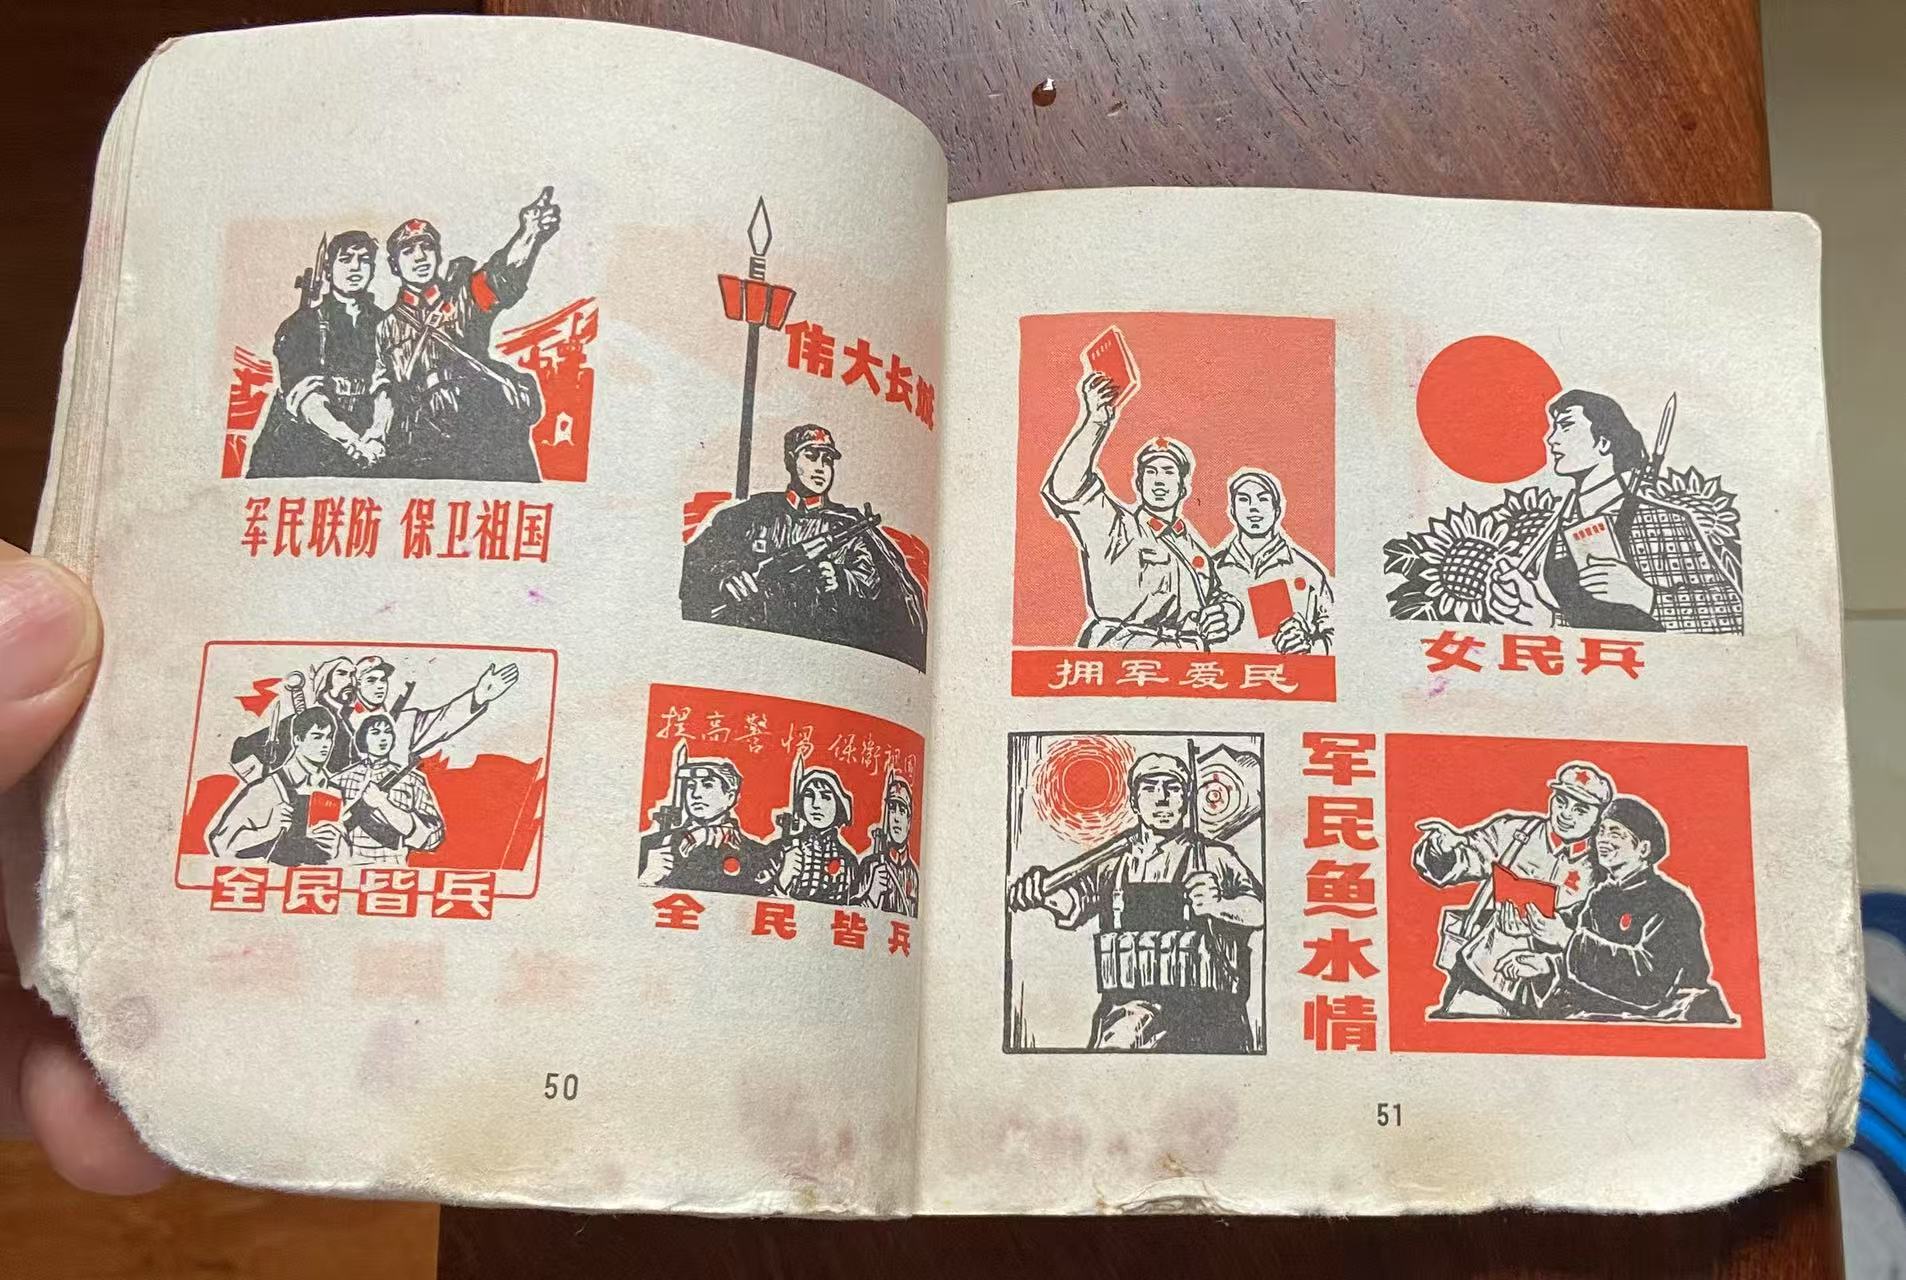 军民联防 保卫祖国
伟大长城
全民皆兵
提高警惕 保衛祖国
全民皆兵
50
拥军爱民
女民兵
军民鱼水情
51